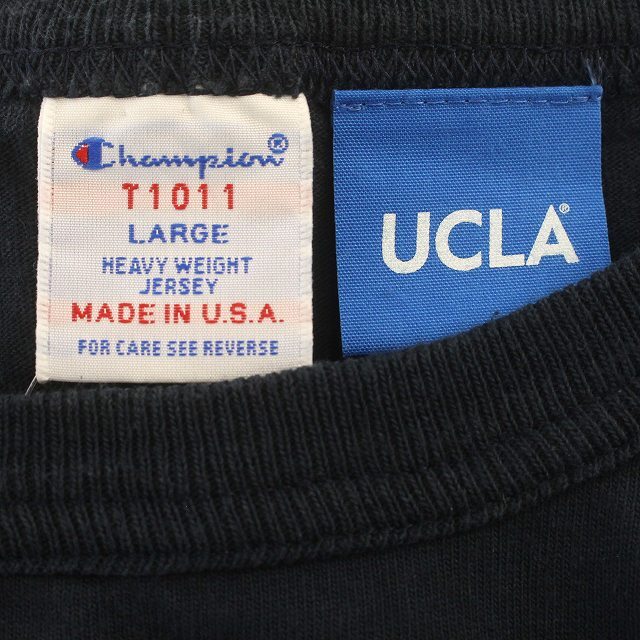 Champion®
T1011
LARGE
HEAVY WEIGHT
JERSEY
MADE IN U.S.A.
FOR CARE SEE REVERSE
UCLA®